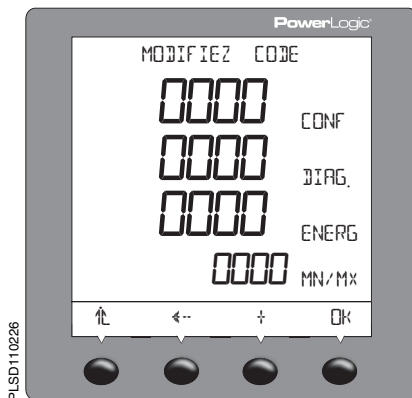 PowerLogic®
MODIFIEZ CODE
0000 CONF
0000 DIAG.
0000 ENERG
0000 MN/MX
<-- + OK
PLSD110226